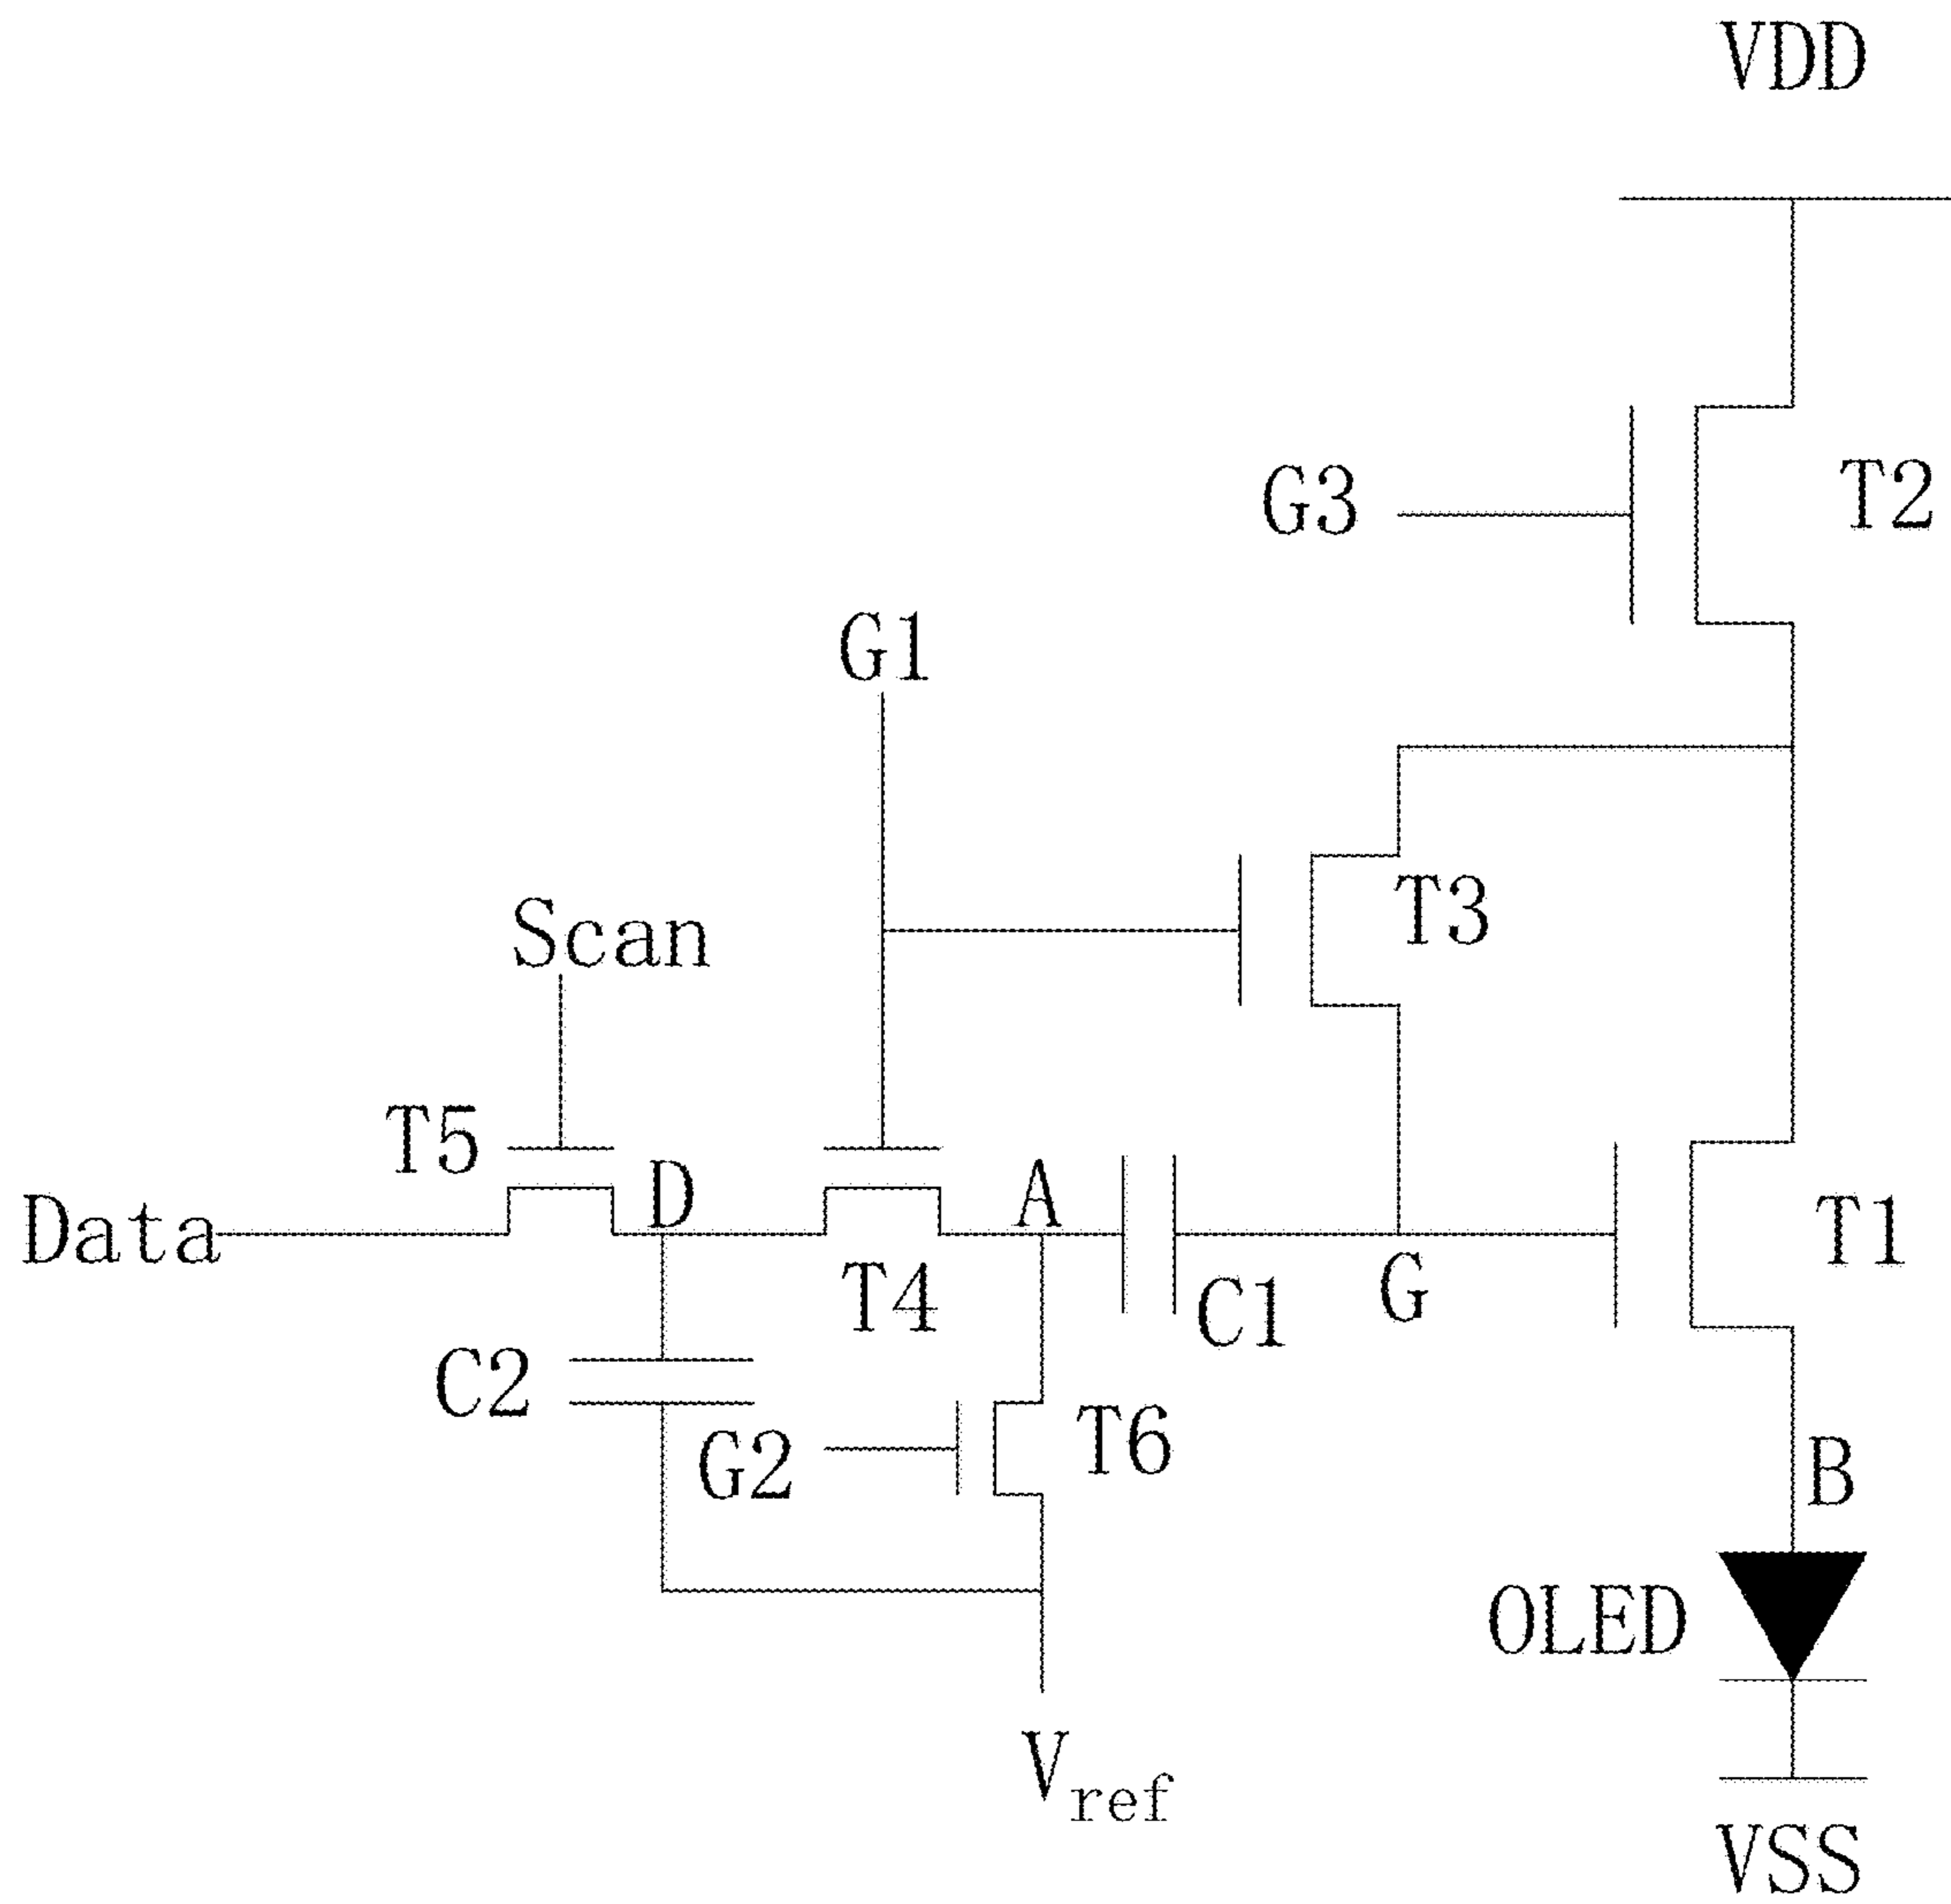 VDD
G3
T2
G1
T3
Scan
T5
D
A
Data
T4
C1
G
T1
C2
G2
T6
B
OLED
Vref
VSS